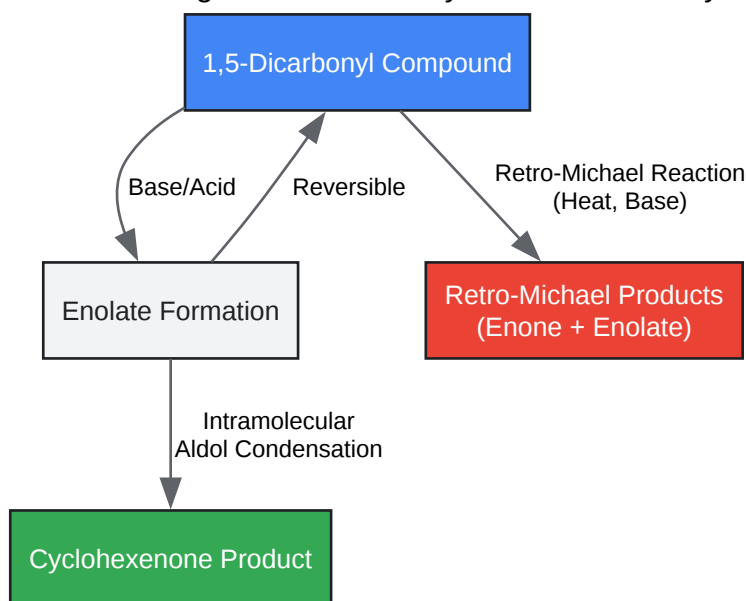 1,5-Dicarbonyl Compound
Base/Acid
Reversible
Retro-Michael Reaction
(Heat, Base)
Enolate Formation
Retro-Michael Products
(Enone + Enolate)
Intramolecular
Aldol Condensation
Cyclohexenone Product